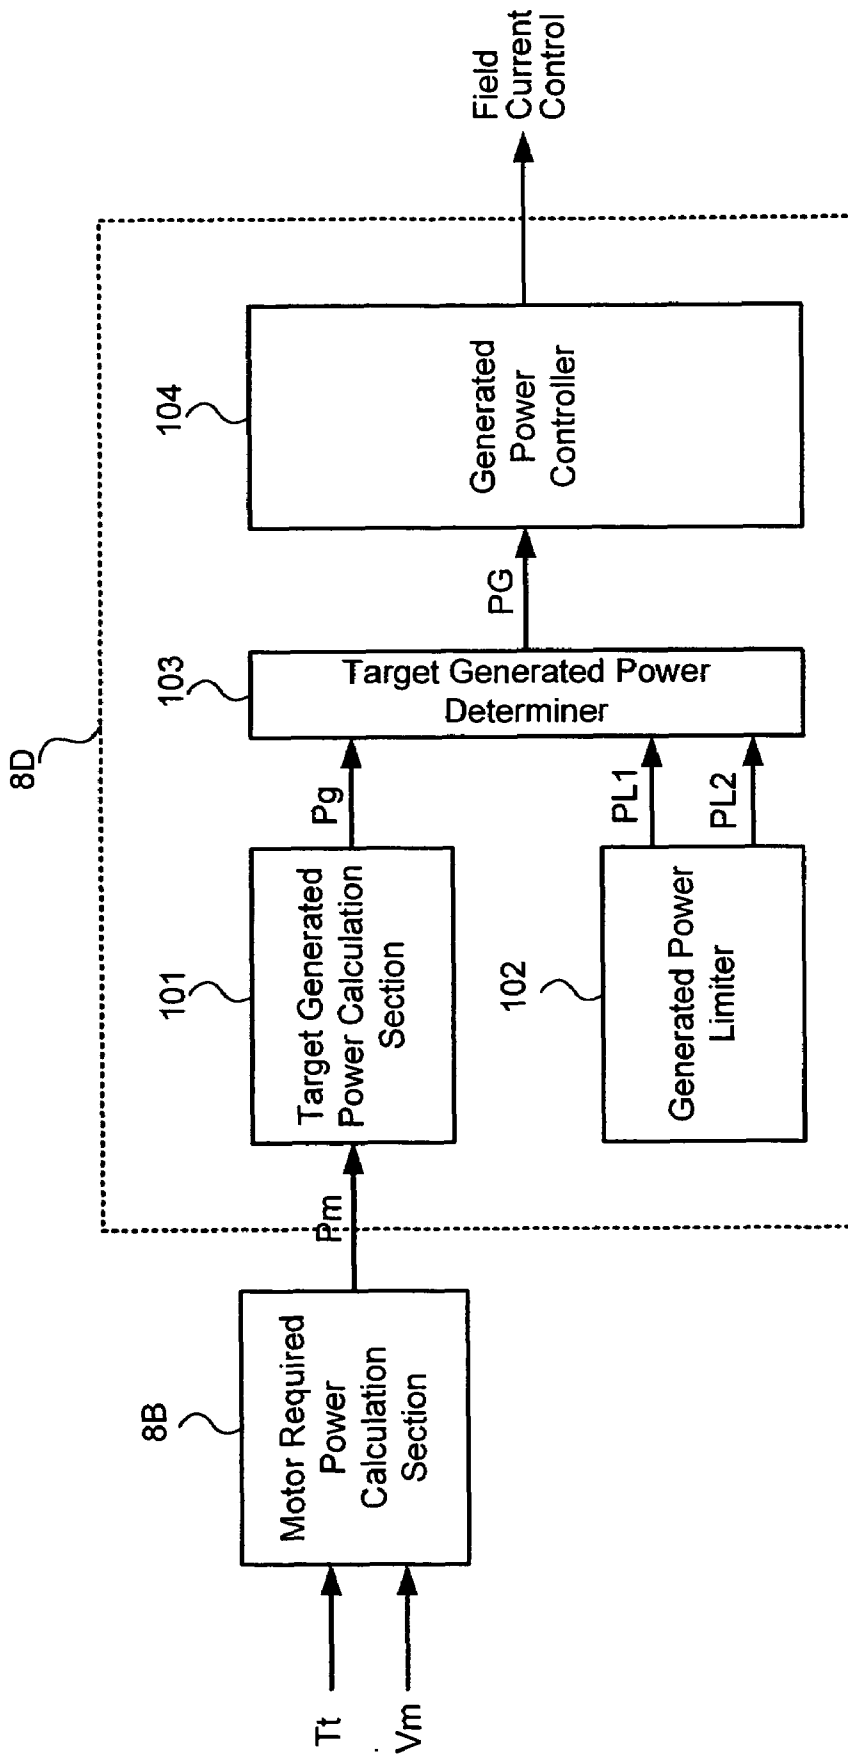 8D
104
Generated
Power
Controller
Field
Current
Control
103
PG
Target Generated Power
Determiner
Pg
PL1
PL2
101
Target Generated
Power Calculation
Section
102
Generated Power
Limiter
Pm
8B
Motor Required
Power
Calculation
Section
Tt
Vm